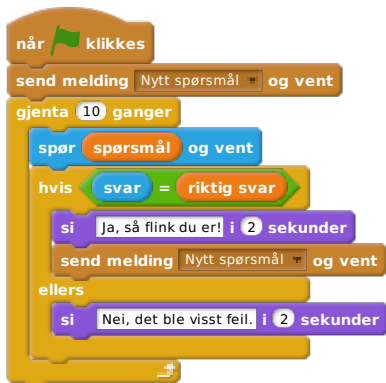 når klikkes
send melding Nytt spørsmål og vent
gjenta 10 ganger
spør spørsmål og vent
hvis svar = riktig svar
si Ja, så flink du er! i 2 sekunder
send melding Nytt spørsmål og vent
ellers
si Nei, det ble visst feil. i 2 sekunder